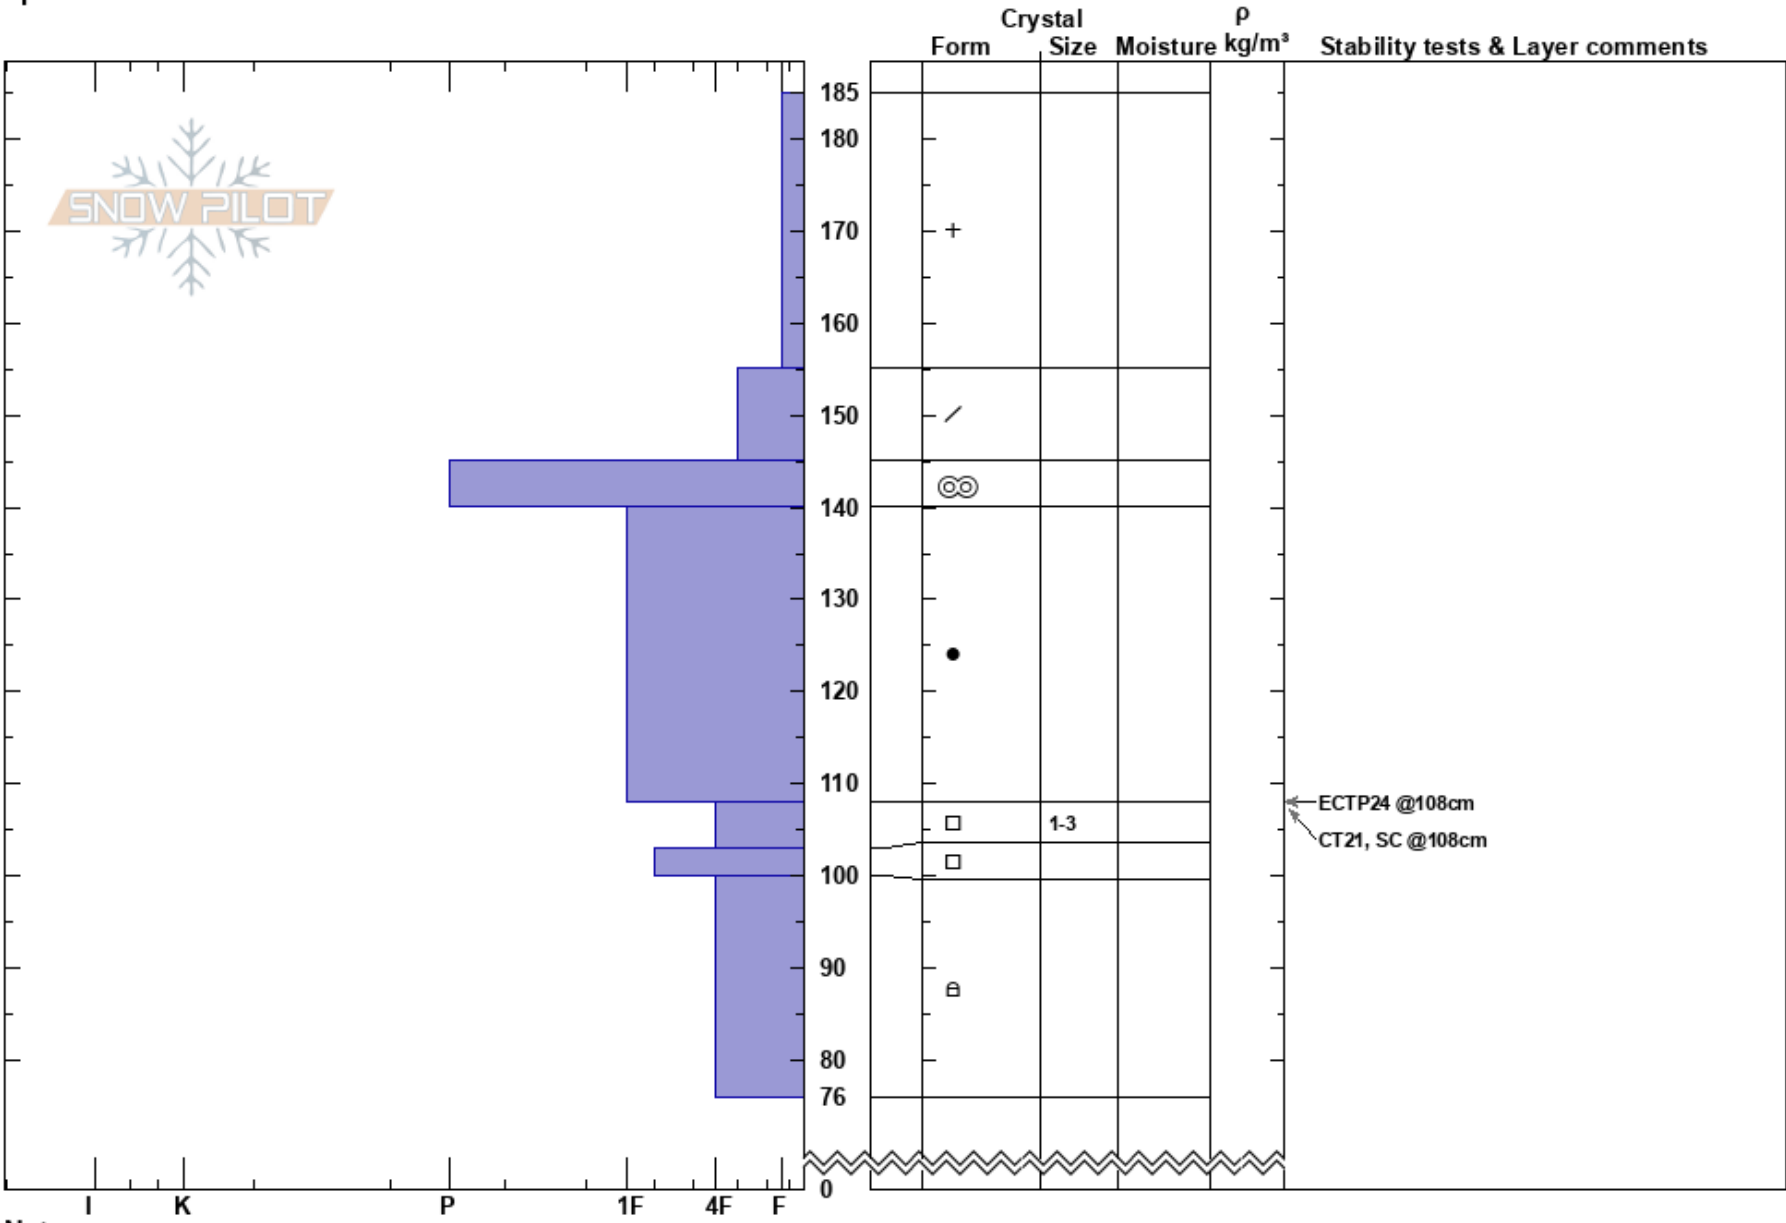 Crystal ρ
Form Size Moisture kg/m³ Stability tests & Layer comments
185
180
SNOW PILOT
170
+
160
150
140
130
120
110
ECTP24 @108cm
1-3
CT21, SC @108cm
100
90
80
76
0
I K P 1F 4F F